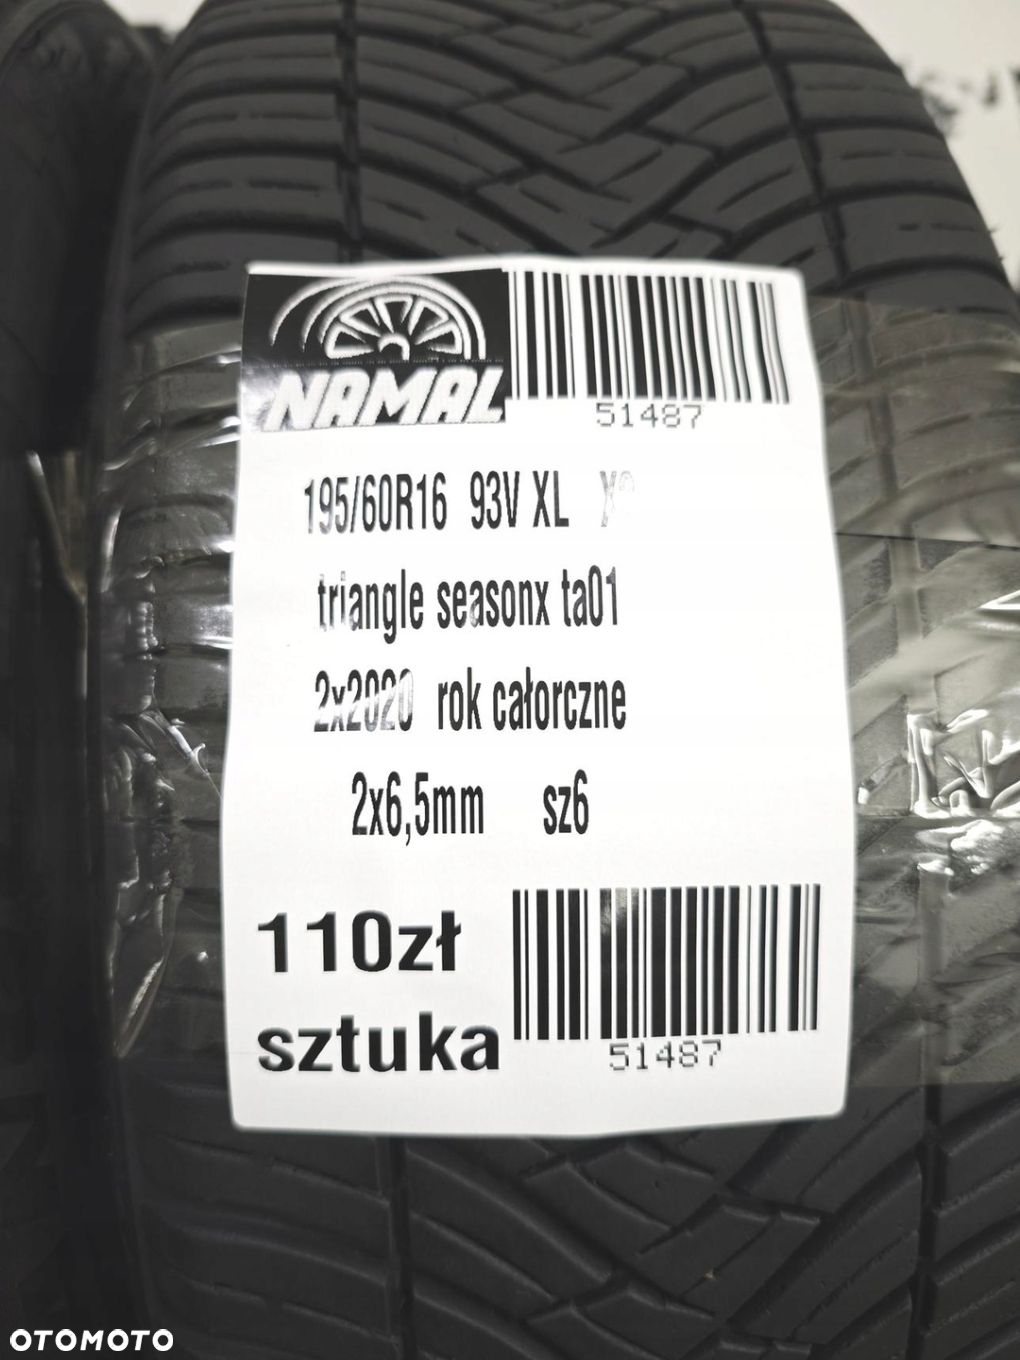 NAMAL
51487
195/60R16 93V XL
triangle seasonx ta01
2x2020 rok całorczne
2x6,5mm sz6
110zł
sztuka
51487
OTOMOTO